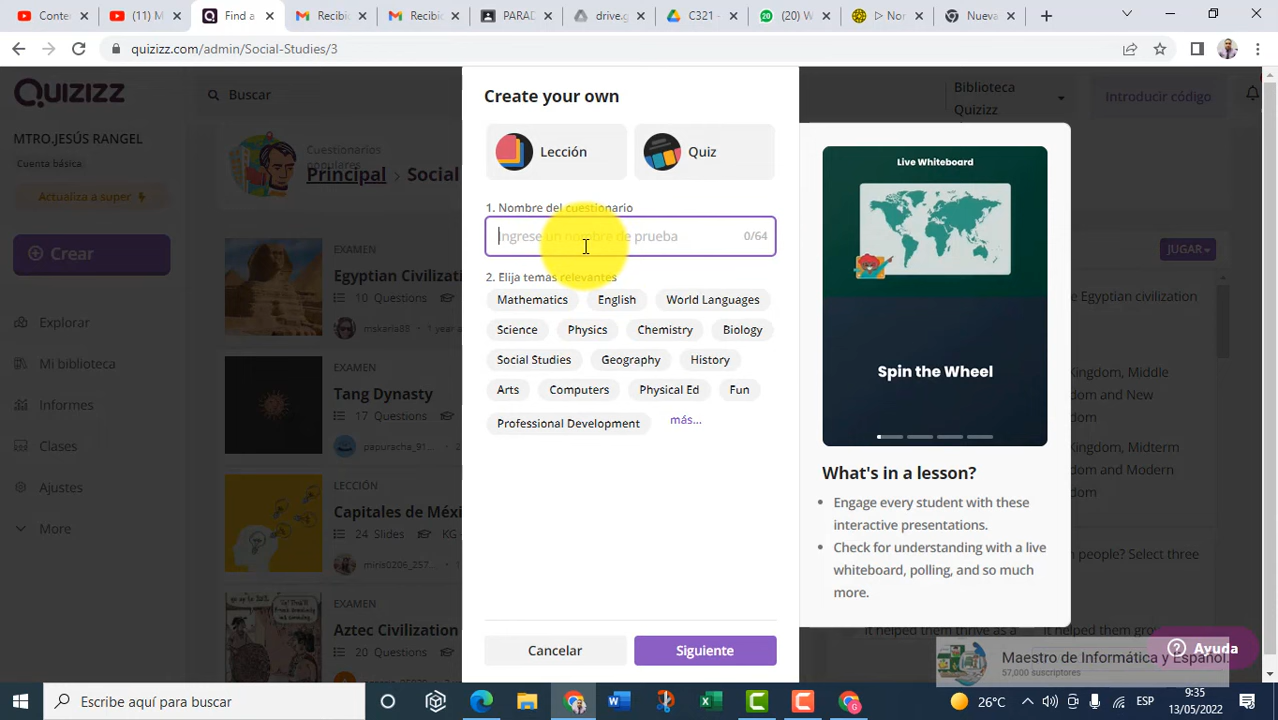 Conte
(11) M
Find a
Recibi
Recibi
PARAD
drive.g
C321 -
(20) W
▷ Nor
Nueva
quizizz.com/admin/Social-Studies/3
Quizizz
Buscar
Biblioteca
Quizizz
Introducir código
MTRO.JESÚS RANGEL
Cuenta básica
Actualiza a super
Crear
Explorar
Mi biblioteca
Informes
Clases
Ajustes
More
Cuestionarios
populares
Principal > Social
EXAMEN
Egyptian Civilizati
10 Questions
mskarla88 • 1 year a
EXAMEN
Tang Dynasty
17 Questions
papurscha_91...
LECCIÓN
Capitales de Méxi
24 Slides
KG -
miris0206_257...
EXAMEN
Aztec Civilization
20 Questions
Create your own
Lección
Quiz
1. Nombre del cuestionario
Ingrese un nombre de prueba
0/64
2. Elija temas relevantes
Mathematics
English
World Languages
Science
Physics
Chemistry
Biology
Social Studies
Geography
History
Arts
Computers
Physical Ed
Fun
Professional Development
más...
Cancelar
Siguiente
Live Whiteboard
Spin the Wheel
What's in a lesson?
• Engage every student with these
interactive presentations.
• Check for understanding with a live
whiteboard, polling, and so much
more.
JUGAR
e Egyptian civilization
Kingdom, Middle
dom and New
dom
Kingdom, Midterm
dom and Modern
dom
n people? Select three
It helped them thrive as a
It helped them gro
Ayuda
Maestro de Informática y Español.
57,000 suscriptores
Escribe aquí para buscar
26°C
ESP
9:35
13/05/2022